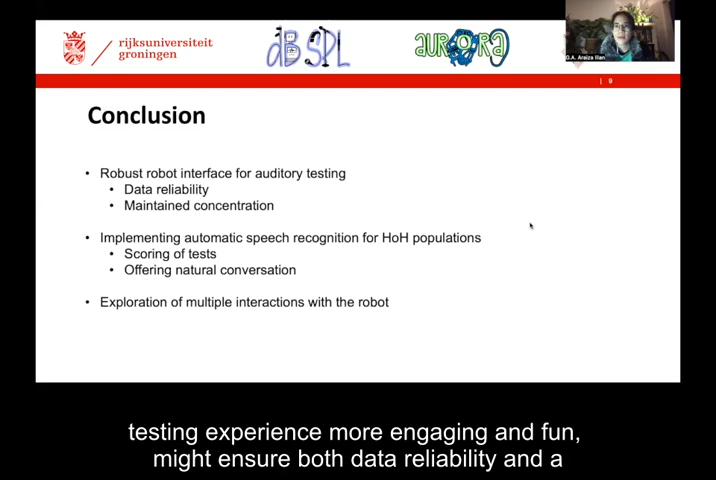 rijksuniversiteit
groningen
dB SPL
AURORA
G.A. Araiza Illan
| 9
Conclusion
• Robust robot interface for auditory testing
• Data reliability
• Maintained concentration
• Implementing automatic speech recognition for HoH populations
• Scoring of tests
• Offering natural conversation
• Exploration of multiple interactions with the robot
testing experience more engaging and fun,
might ensure both data reliability and a